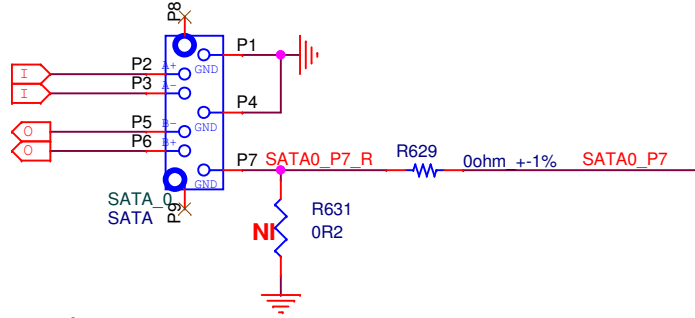 P8
P1
P2
A+
GND
I
P3
A-
I
P4
P5
B-
GND
O
P6
B+
O
P7
SATA0_P7_R
R629
0ohm_+-1%
SATA0_P7
GND
SATA_0
SATA
P9
R631
NI
0R2